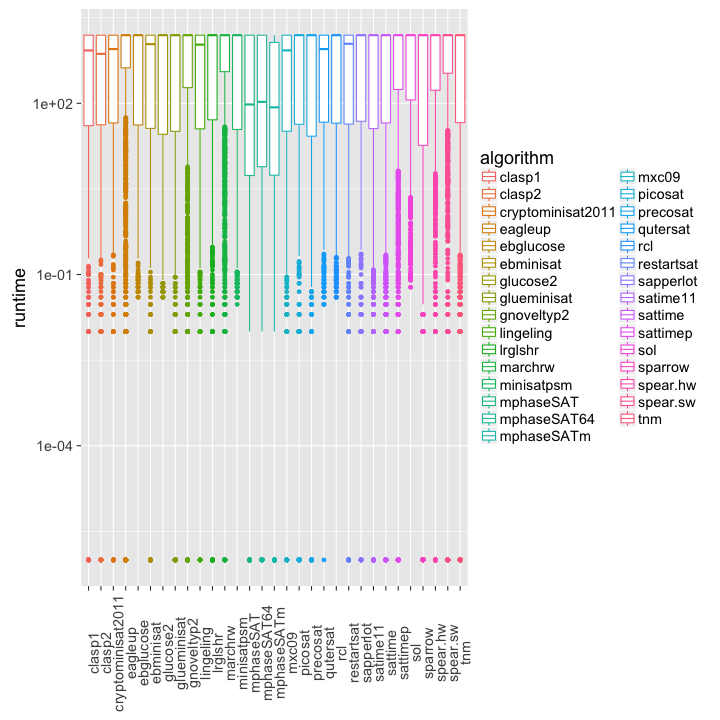 runtime
1e+02
1e-01
1e-04
clasp1
clasp2
cryptominisat2011
eagleup
ebglucose
ebminisat
glucose2
glueminisat
gnoveltyp2
lingeling
lrglshr
marchrw
minisatpsm
mphaseSAT
mphaseSAT64
mphaseSATm
mxc09
picosat
precosat
qutersat
rcl
restartsat
sapperlot
satime11
sattime
sattimep
sol
sparrow
spear.hw
spear.sw
tnm
algorithm
clasp1
clasp2
cryptominisat2011
eagleup
ebglucose
ebminisat
glucose2
glueminisat
gnoveltyp2
lingeling
lrglshr
marchrw
minisatpsm
mphaseSAT
mphaseSAT64
mphaseSATm
mxc09
picosat
precosat
qutersat
rcl
restartsat
sapperlot
satime11
sattime
sattimep
sol
sparrow
spear.hw
spear.sw
tnm